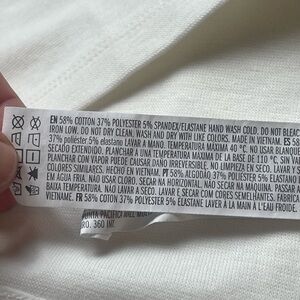 EN 58% COTTON 37% POLYESTER 5% SPANDEX/ELASTANE HAND WASH COLD. DO NOT BLEACH
IRON LOW. DO NOT DRY CLEAN. WASH AND DRY WITH LIKE COLORS. MADE IN VIETNAM. ES 58
37% poliéster 5% elastano LAVAR A MANO. TEMPERATURA MÁXIMA 40 °C. NO USAR BLANQUE
SECADO EXTENDIDO. PLANCHAR A UNA TEMPERATURA MÁXIMA DE LA BASE DE 110 °C, SIN VAP
PLANCHAR CON VAPOR PUEDE CAUSAR DAÑO IRREVERSIBLE. NO LAVAR EN SECO. LAVAR Y SEC
COLORES SIMILARES. HECHO EN VIETNAM. PT 58% ALGODÃO, 37% POLIÉSTER 5% ELASTANO LAV
EM ÁGUA FRIA. NÃO USAR CLORO. SECAR NA HORIZONTAL. NÃO SECAR NA MÁQUINA. PASSAR
BAIXA TEMPERATURA. NÃO LAVAR A SECO. LAVAR E SECAR COM CORES SEMELHANTES. FABRICA
VIETNAME. FR 58% COTON 37% POLYESTER 5% ELASTANNE LAVER À LA MAIN À L'EAU FROIDE.
360